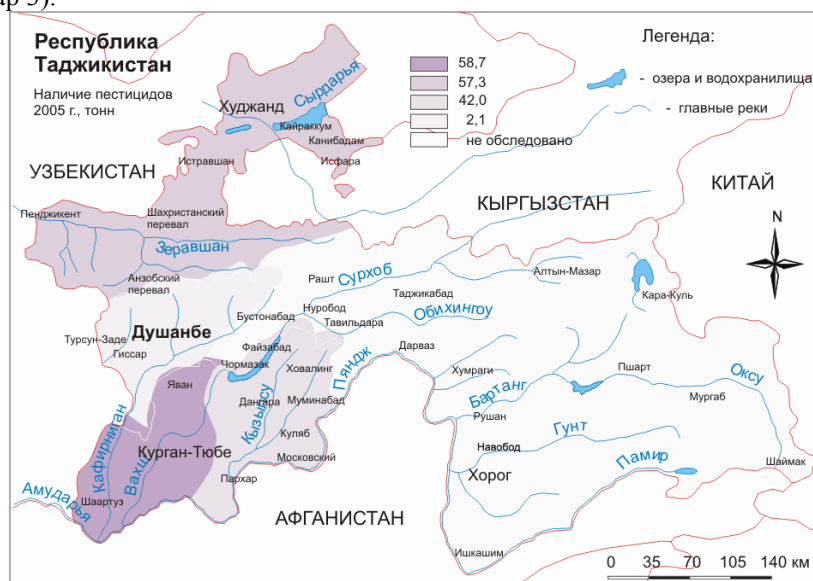 ар 3).
Республика
Таджикистан
Наличие пестицидов
2005 г., тонн
58,7
57,3
42,0
2,1
не обследовано
Легенда:
- озера и водохранилища
- главные реки
Худжанд
Сырдарья
Кайраккум
Канибадам
Исфара
Истравшан
УЗБЕКИСТАН
КЫРГЫЗСТАН
КИТАЙ
N
Пенджикент
Шахристанский
перевал
Зеравшан
Анзобский
перевал
Рашт
Сурхоб
Алтын-Мазар
Кара-Куль
Таджикабад
Нуробод
Обихингоу
Бустонабад
Тавильдара
Душанбе
Турсун-Заде
Гиссар
Файзабад
Дарваз
Чормазак
Ховалинг
Пяндж
Хумраги
Пшарт
Оксу
Яван
Бартанг
Мургаб
Дангара
Муминабад
Кызылсу
Рушан
Кафирниган
Вахш
Курган-Тюбе
Куляб
Навобод
Гунт
Московский
Пархар
Хорог
Памир
Шаймак
Амударья
Шаартуз
АФГАНИСТАН
Ишкашим
0 35 70 105 140 км